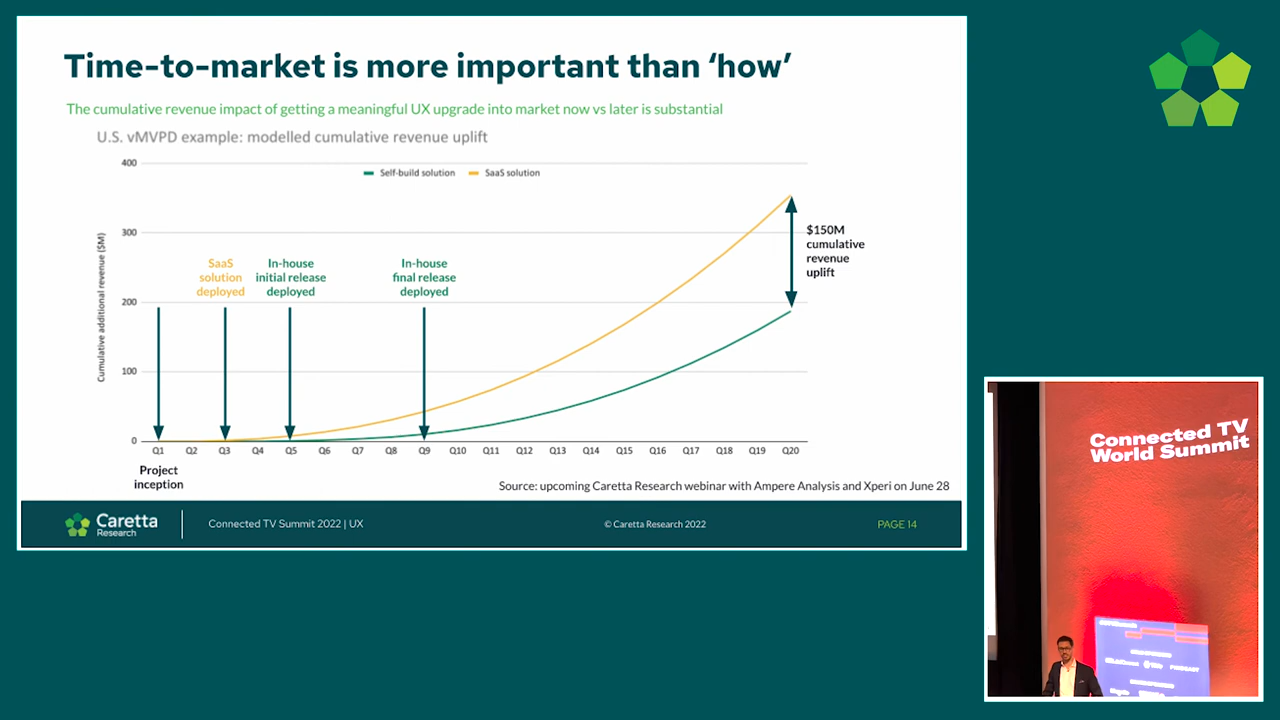 Time-to-market is more important than ‘how’
The cumulative revenue impact of getting a meaningful UX upgrade into market now vs later is substantial
U.S. vMVPD example: modelled cumulative revenue uplift
Self-build solution
SaaS solution
Cumulative additional revenue ($M)
400
300
200
100
0
SaaS
solution
deployed
In-house
initial release
deployed
In-house
final release
deployed
$150M
cumulative
revenue
uplift
Q1 Q2 Q3 Q4 Q5 Q6 Q7 Q8 Q9 Q10 Q11 Q12 Q13 Q14 Q15 Q16 Q17 Q18 Q19 Q20
Project
inception
Source: upcoming Caretta Research webinar with Ampere Analysis and Xperi on June 28
Caretta
Research
Connected TV Summit 2022 | UX
© Caretta Research 2022
PAGE 14
Connected TV
World Summit